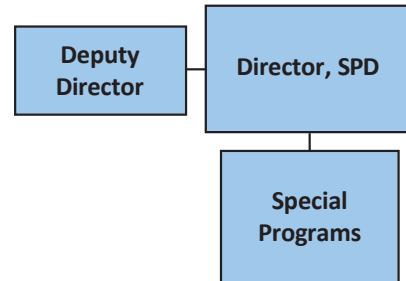 Deputy
Director
Director, SPD
Special
Programs